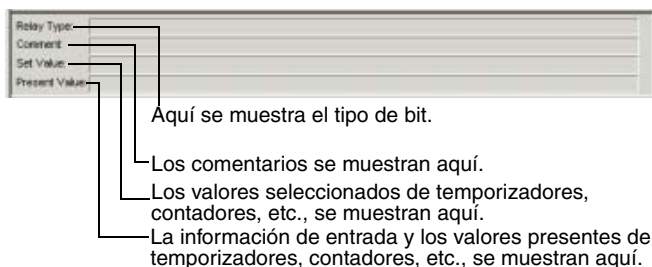 Relay Type:
Comment:
Set Value:
Present Value:
Aquí se muestra el tipo de bit.
Los comentarios se muestran aquí.
Los valores seleccionados de temporizadores,
contadores, etc., se muestran aquí.
La información de entrada y los valores presentes de
temporizadores, contadores, etc., se muestran aquí.